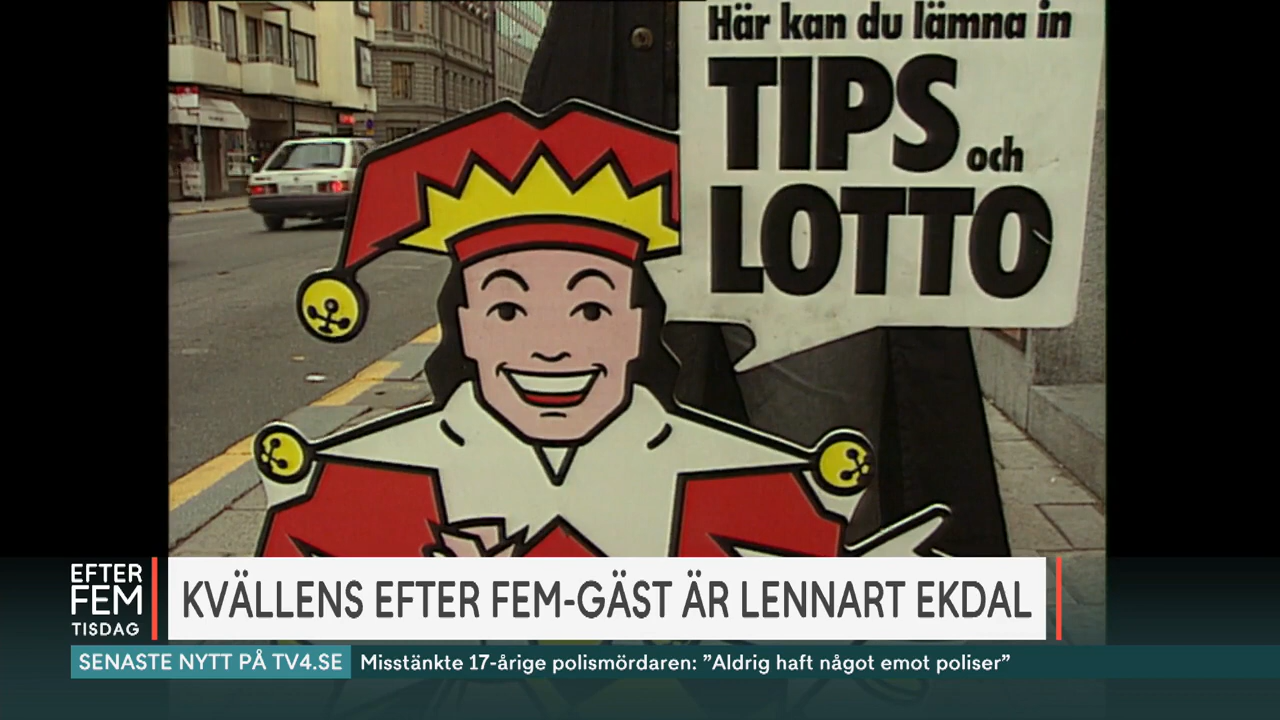 Här kan du lämna in
TIPS och
LOTTO
EFTER
FEM
TISDAG
KVÄLLENS EFTER FEM-GÄST ÄR LENNART EKDAL
SENASTE NYTT PÅ TV4.SE Misstänkte 17-årige polismördaren: ”Aldrig haft något emot poliser”